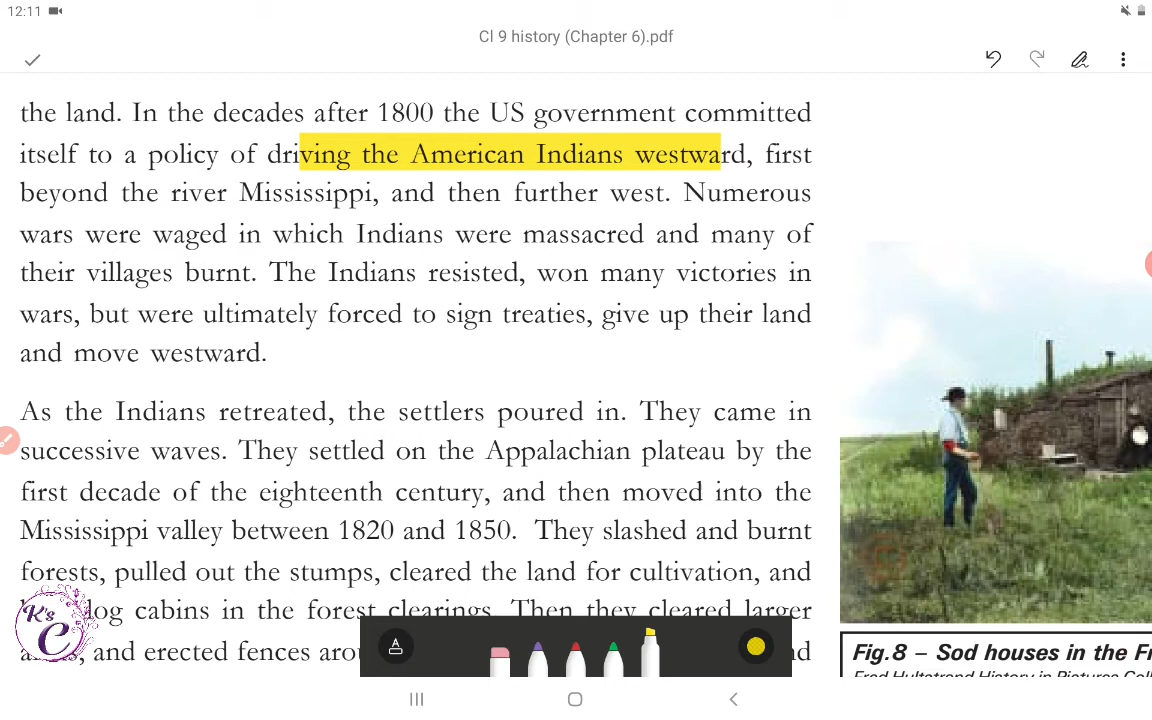 12:11
Cl 9 history (Chapter 6).pdf
the land. In the decades after 1800 the US government committed
itself to a policy of driving the American Indians westward, first
beyond the river Mississippi, and then further west. Numerous
wars were waged in which Indians were massacred and many of
their villages burnt. The Indians resisted, won many victories in
wars, but were ultimately forced to sign treaties, give up their land
and move westward.
As the Indians retreated, the settlers poured in. They came in
successive waves. They settled on the Appalachian plateau by the
first decade of the eighteenth century, and then moved into the
Mississippi valley between 1820 and 1850. They slashed and burnt
forests, pulled out the stumps, cleared the land for cultivation, and
log cabins in the forest clearings. Then they cleared larger
and erected fences
K's
C
Fig.8 – Sod houses in the
Fred Hultstrand History in Pictures